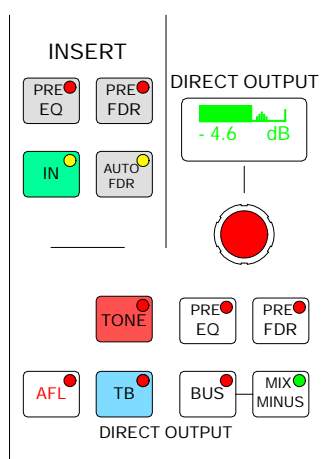 INSERT
PRE
EQ
PRE
FDR
IN
AUTO
FDR
DIRECT OUTPUT
- 4.6 dB
TONE
PRE
EQ
PRE
FDR
AFL
TB
BUS
MIX
MINUS
DIRECT OUTPUT